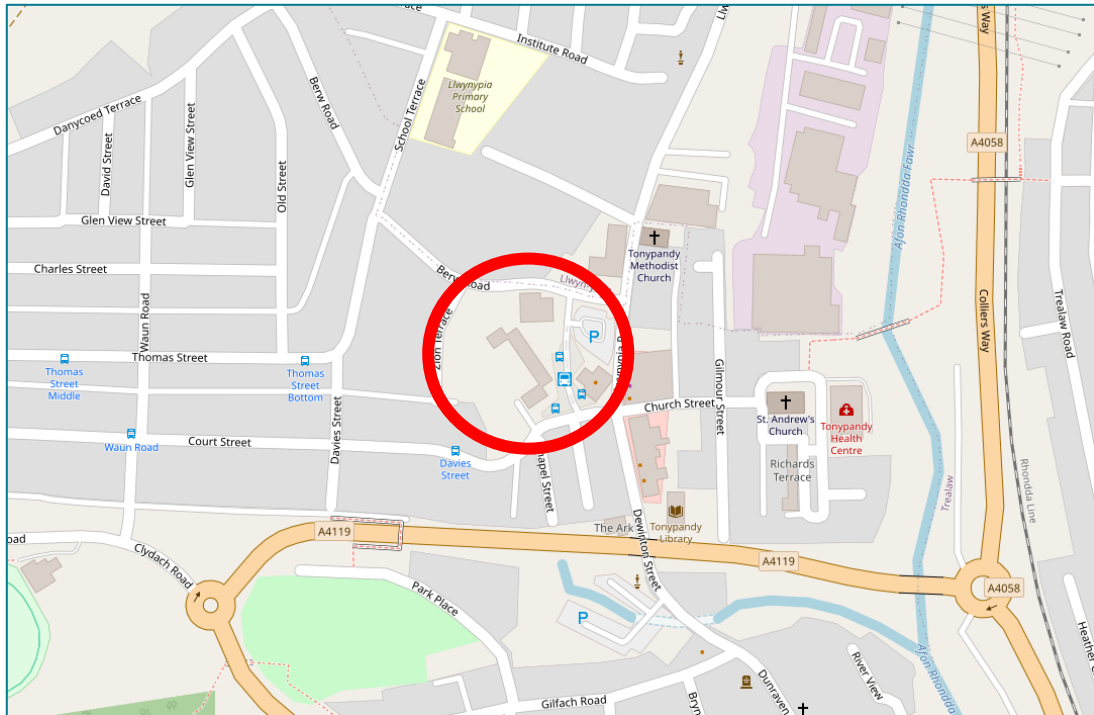 Colliers Way
Llwynypia
Primary
School
Institute Road
School Terrace
Berw Road
Danycoed Terrace
David Street
Glen View Street
Old Street
A4058
Afon Rhondda Fawr
Glen View Street
Tonypandy
Methodist
Church
Charles Street
Berw Road
Waun Road
Zion Terrace
P
Colliers Way
Trealaw Road
Thomas Street
Thomas
Street
Middle
Thomas
Street
Bottom
Gilmour Street
Church Street
St. Andrew's
Church
Tonypandy
Health
Centre
Davies Street
Waun Road
Court Street
Davies
Street
Chapel Street
Richards
Terrace
Rhondda Line
Trealaw
The Ark
Tonypandy
Library
A4119
Dewinton Street
Clydach Road
A4119
A4058
Park Place
P
Afon Rhondda
River View
Gilfach Road
Dunraven